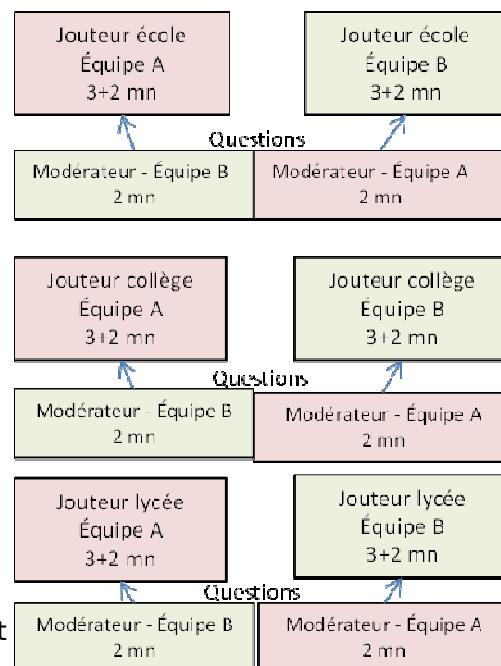 Jouteur école
Équipe A
3+2 mn
Jouteur école
Équipe B
3+2 mn
Questions
Modérateur - Équipe B
2 mn
Modérateur - Équipe A
2 mn
Jouteur collège
Équipe A
3+2 mn
Jouteur collège
Équipe B
3+2 mn
Questions
Modérateur - Équipe B
2 mn
Modérateur - Équipe A
2 mn
Jouteur lycée
Équipe A
3+2 mn
Jouteur lycée
Équipe B
3+2 mn
Questions
t
Modérateur - Équipe B
2 mn
Modérateur - Équipe A
2 mn